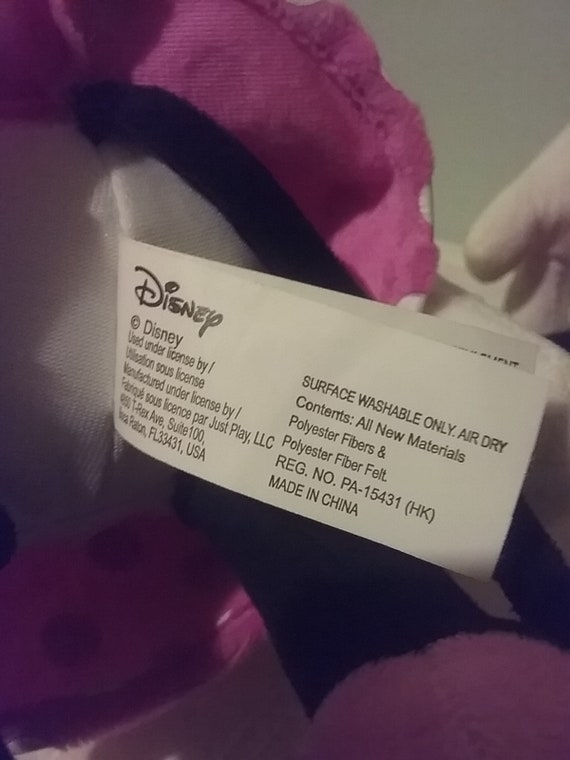 Disney
© Disney
Used under license by /
Utilisation sous license
Manufactured under license by /
Fabriqué sous licence par Just Play, LLC
4850 T-Rex Ave, Suite100,
Boca Raton, FL33431, USA
SURFACE WASHABLE ONLY. AIR DRY
Contents: All New Materials
Polyester Fibers &
Polyester Fiber Felt.
REG. NO. PA-15431 (HK)
MADE IN CHINA